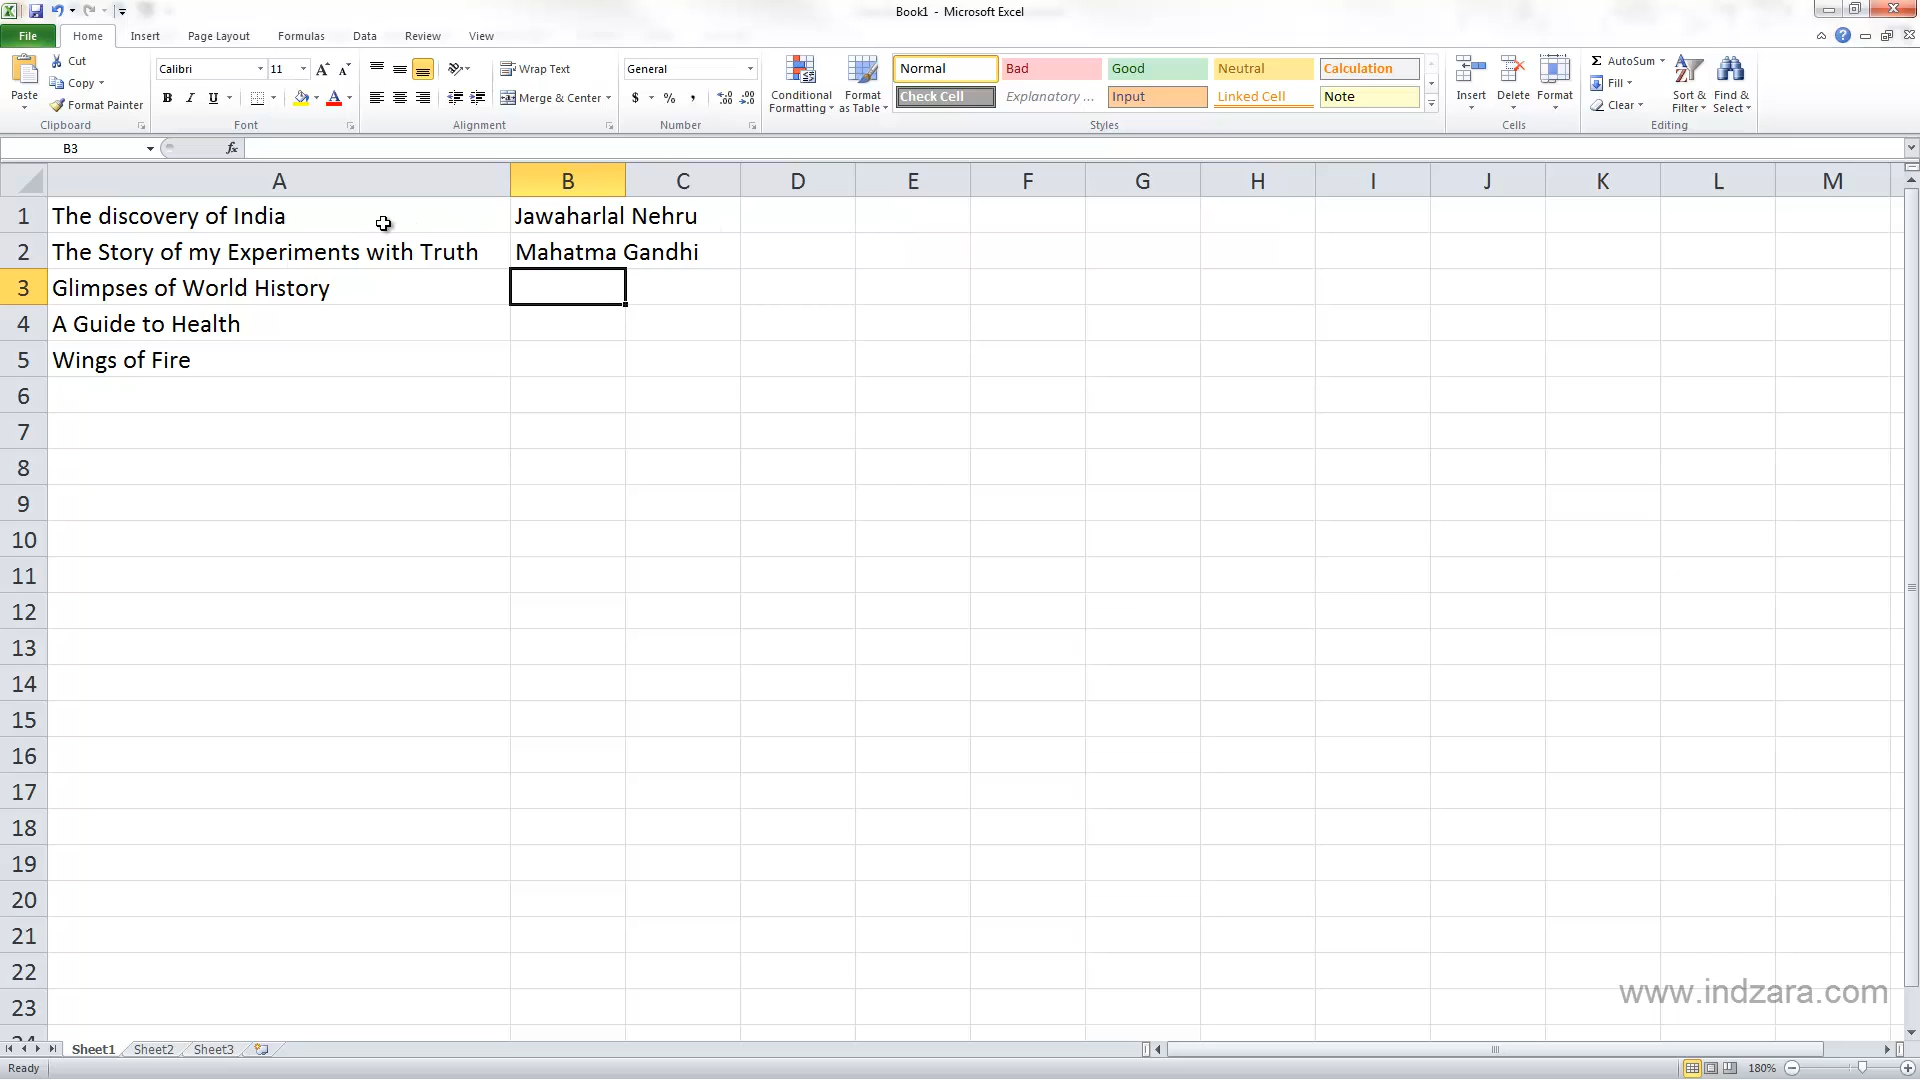 Book1 - Microsoft Excel
File Home Insert Page Layout Formulas Data Review View
Paste
Cut
Copy
Format Painter
Clipboard
Calibri 11
B I U
Font
Wrap Text
Merge & Center
Alignment
General
$ % ,
Number
Conditional Formatting
Format as Table
Normal Bad Good Neutral Calculation
Check Cell Explanatory ... Input Linked Cell Note
Styles
Insert Delete Format
Cells
Σ AutoSum
Fill
Clear
Sort & Filter
Find & Select
Editing
B3 fx
A B C D E F G H I J K L M
1 The discovery of India Jawaharlal Nehru
2 The Story of my Experiments with Truth Mahatma Gandhi
3 Glimpses of World History
4 A Guide to Health
5 Wings of Fire
6
7
8
9
10
11
12
13
14
15
16
17
18
19
20
21
22
23
24
www.indzara.com
Sheet1 Sheet2 Sheet3
Ready 180%